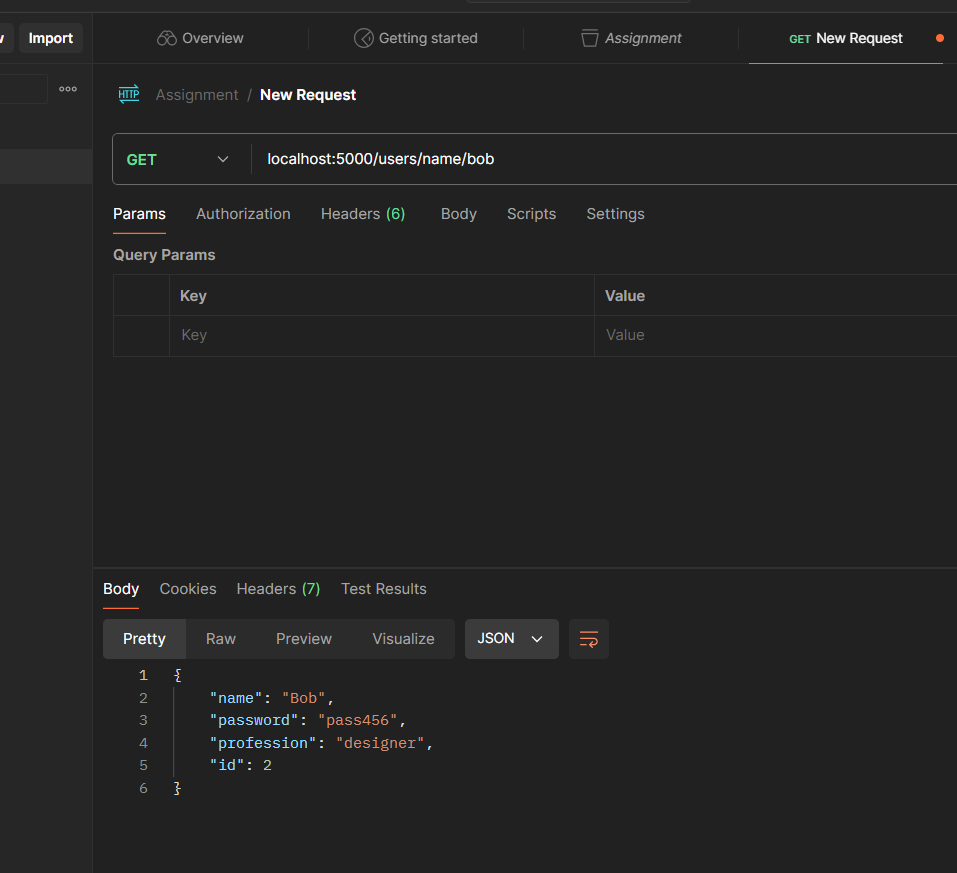 Import
Overview
Getting started
Assignment
GET New Request
HTTP Assignment / New Request
GET localhost:5000/users/name/bob
Params Authorization Headers (6) Body Scripts Settings
Query Params
Key Value
Key Value
Body Cookies Headers (7) Test Results
Pretty Raw Preview Visualize JSON
1 {
2 "name": "Bob",
3 "password": "pass456",
4 "profession": "designer",
5 "id": 2
6 }